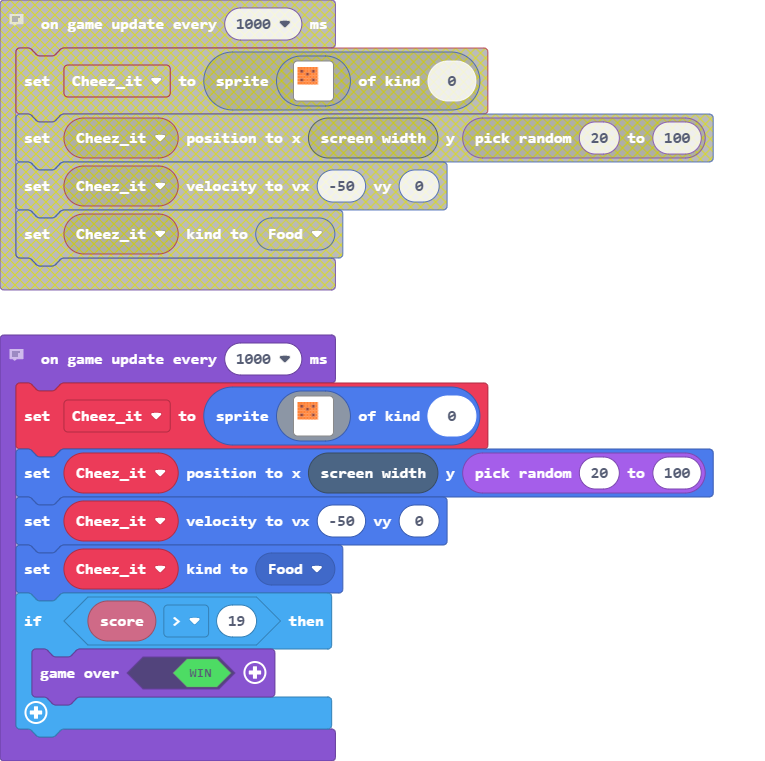 on game update every 1000 ms
set Cheez_it to sprite of kind 0
set Cheez_it position to x screen width y pick random 20 to 100
set Cheez_it velocity to vx -50 vy 0
set Cheez_it kind to Food
on game update every 1000 ms
set Cheez_it to sprite of kind 0
set Cheez_it position to x screen width y pick random 20 to 100
set Cheez_it velocity to vx -50 vy 0
set Cheez_it kind to Food
if score > 19 then
game over WIN